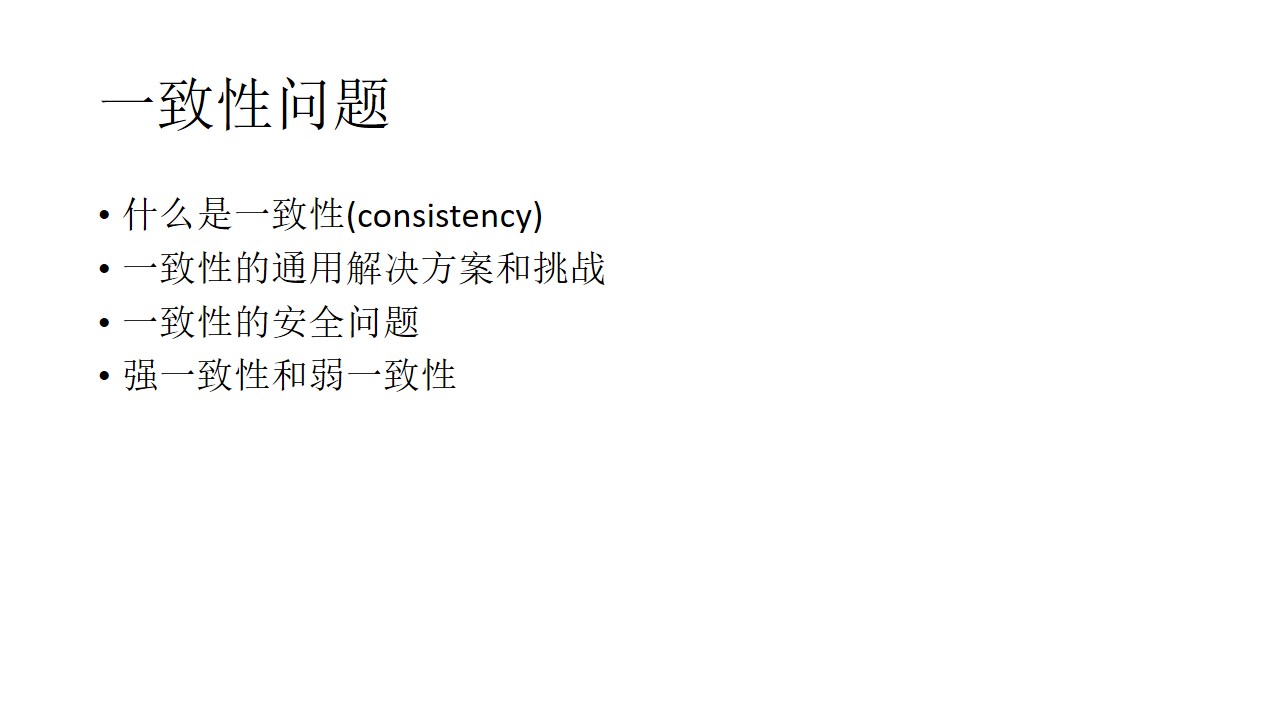 一致性问题
• 什么是一致性(consistency)
• 一致性的通用解决方案和挑战
• 一致性的安全问题
• 强一致性和弱一致性